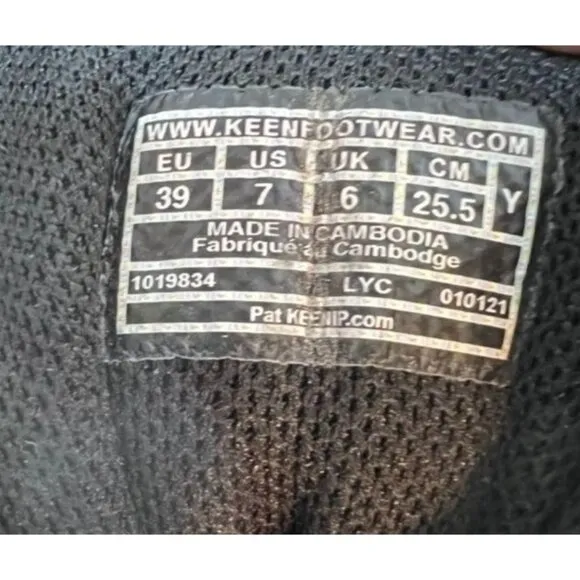 WWW.KEENFOOTWEAR.COM
EU US UK CM Y
39 7 6 25.5
MADE IN CAMBODIA
Fabriqué au Cambodge
1019834 LYC 010121
Pat KEENIP.com